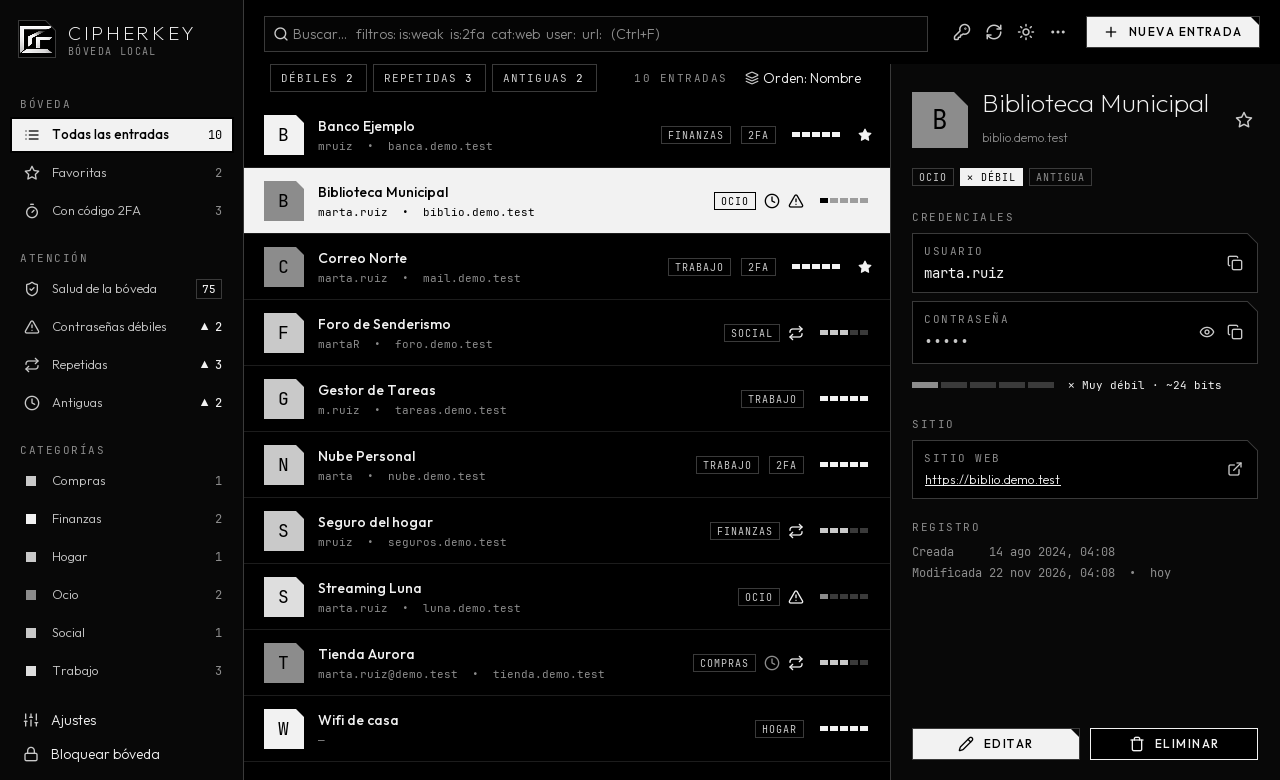 CIPHERKEY
BÓVEDA LOCAL
BÓVEDA
Todas las entradas 10
Favoritas 2
Con código 2FA 3
ATENCIÓN
Salud de la bóveda 75
Contraseñas débiles ▲ 2
Repetidas ▲ 3
Antiguas ▲ 2
CATEGORÍAS
Compras 1
Finanzas 2
Hogar 1
Ocio 2
Social 1
Trabajo 3
Ajustes
Bloquear bóveda
Buscar... filtros: is:weak is:2fa cat:web user: url: (Ctrl+F)
NUEVA ENTRADA
DÉBILES 2 REPETIDAS 3 ANTIGUAS 2 10 ENTRADAS Orden: Nombre
B Banco Ejemplo FINANZAS 2FA
mruiz • banca.demo.test
B Biblioteca Municipal OCIO
marta.ruiz • biblio.demo.test
C Correo Norte TRABAJO 2FA
marta.ruiz • mail.demo.test
F Foro de Senderismo SOCIAL
martaR • foro.demo.test
G Gestor de Tareas TRABAJO
m.ruiz • tareas.demo.test
N Nube Personal TRABAJO 2FA
marta • nube.demo.test
S Seguro del hogar FINANZAS
mruiz • seguros.demo.test
S Streaming Luna OCIO
marta.ruiz • luna.demo.test
T Tienda Aurora COMPRAS
marta.ruiz@demo.test • tienda.demo.test
W Wifi de casa HOGAR
—
B Biblioteca Municipal
biblio.demo.test
OCIO × DÉBIL ANTIGUA
CREDENCIALES
USUARIO
marta.ruiz
CONTRASEÑA
•••••
× Muy débil · ~24 bits
SITIO
SITIO WEB
https://biblio.demo.test
REGISTRO
Creada 14 ago 2024, 04:08
Modificada 22 nov 2026, 04:08 • hoy
EDITAR ELIMINAR